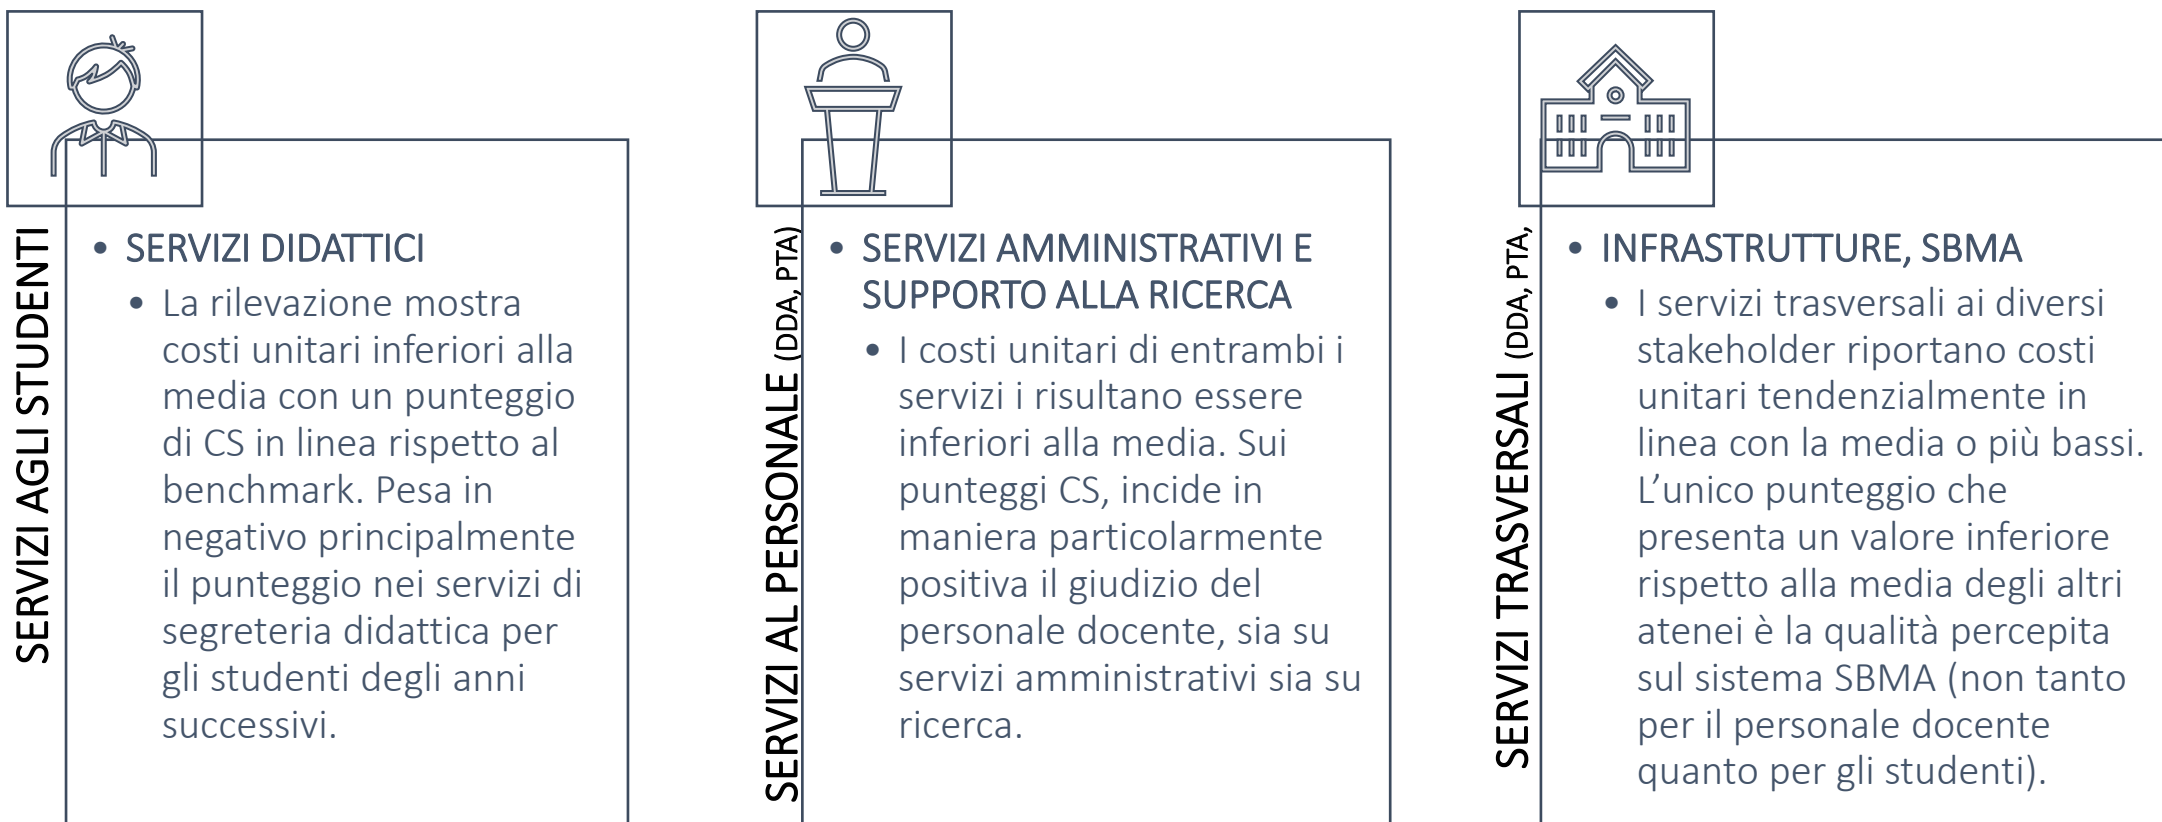 SERVIZI AGLI STUDENTI
• SERVIZI DIDATTICI
• La rilevazione mostra
costi unitari inferiori alla
media con un punteggio
di CS in linea rispetto al
benchmark. Pesa in
negativo principalmente
il punteggio nei servizi di
segreteria didattica per
gli studenti degli anni
successivi.
SERVIZI AL PERSONALE (DDA, PTA)
• SERVIZI AMMINISTRATIVI E
SUPPORTO ALLA RICERCA
• I costi unitari di entrambi i
servizi i risultano essere
inferiori alla media. Sui
punteggi CS, incide in
maniera particolarmente
positiva il giudizio del
personale docente, sia su
servizi amministrativi sia su
ricerca.
SERVIZI TRASVERSALI (DDA, PTA,
• INFRASTRUTTURE, SBMA
• I servizi trasversali ai diversi
stakeholder riportano costi
unitari tendenzialmente in
linea con la media o più bassi.
L’unico punteggio che
presenta un valore inferiore
rispetto alla media degli altri
atenei è la qualità percepita
sul sistema SBMA (non tanto
per il personale docente
quanto per gli studenti).